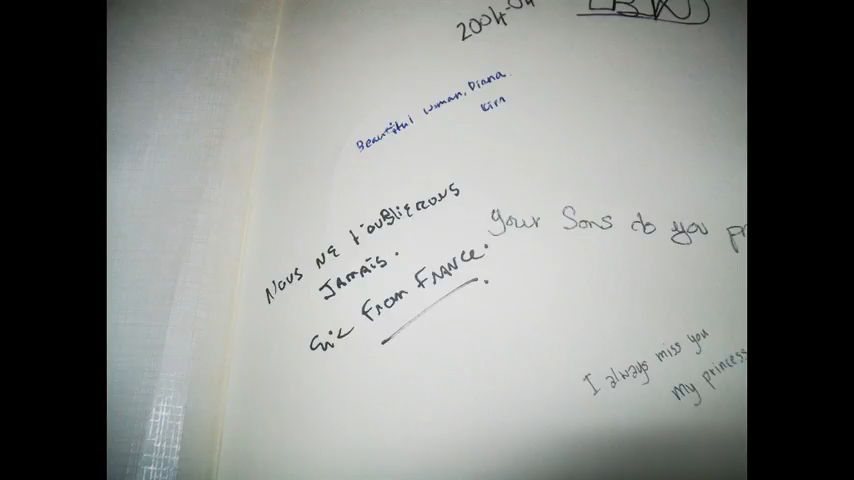 2004-04
Beautiful woman, Diana.
Kim
Nous NE t'oublierons
JAMAIS.
Eric From FRANCE.
Your Sons do you pr
I always miss you
My princess